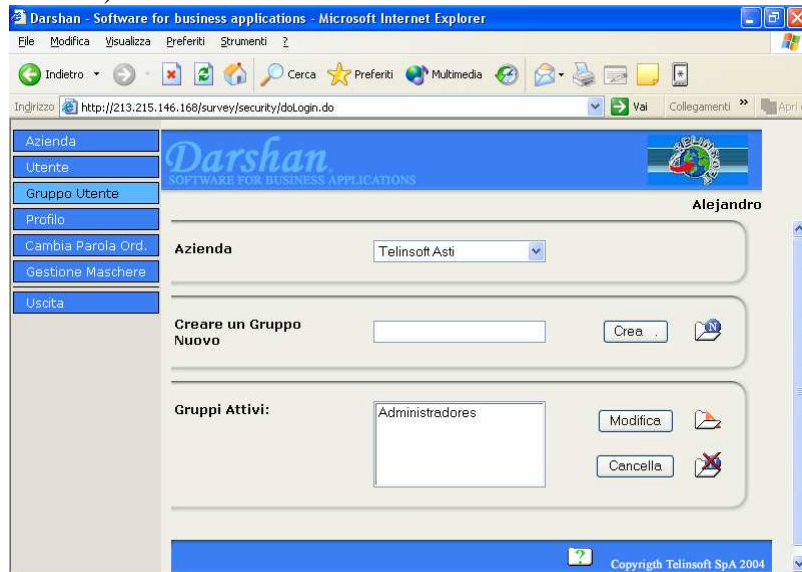 Darshan - Software for business applications - Microsoft Internet Explorer
File Modifica Visualizza Preferiti Strumenti ?
Indietro Cerca Preferiti Multimedia
Indirizzo http://213.215.146.168/survey/security/doLogin.do Vai Collegamenti » Apri
Azienda
Utente
Gruppo Utente
Profilo
Cambia Parola Ord.
Gestione Maschere
Uscita
Darshan
SOFTWARE FOR BUSINESS APPLICATIONS
Alejandro
Azienda Telinsoft Asti
Creare un Gruppo
Nuovo
Crea .
Gruppi Attivi:
Administradores
Modifica
Cancella
Copyrigth Telinsoft SpA 2004